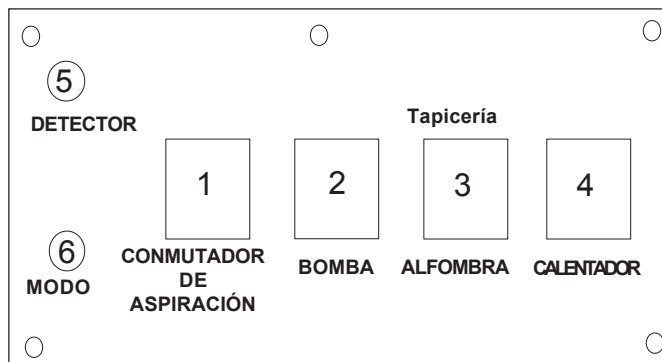 5
DETECTOR
Tapicería
1
2
3
4
6
MODO
CONMUTADOR
DE
ASPIRACIÓN
BOMBA
ALFOMBRA
CALENTADOR